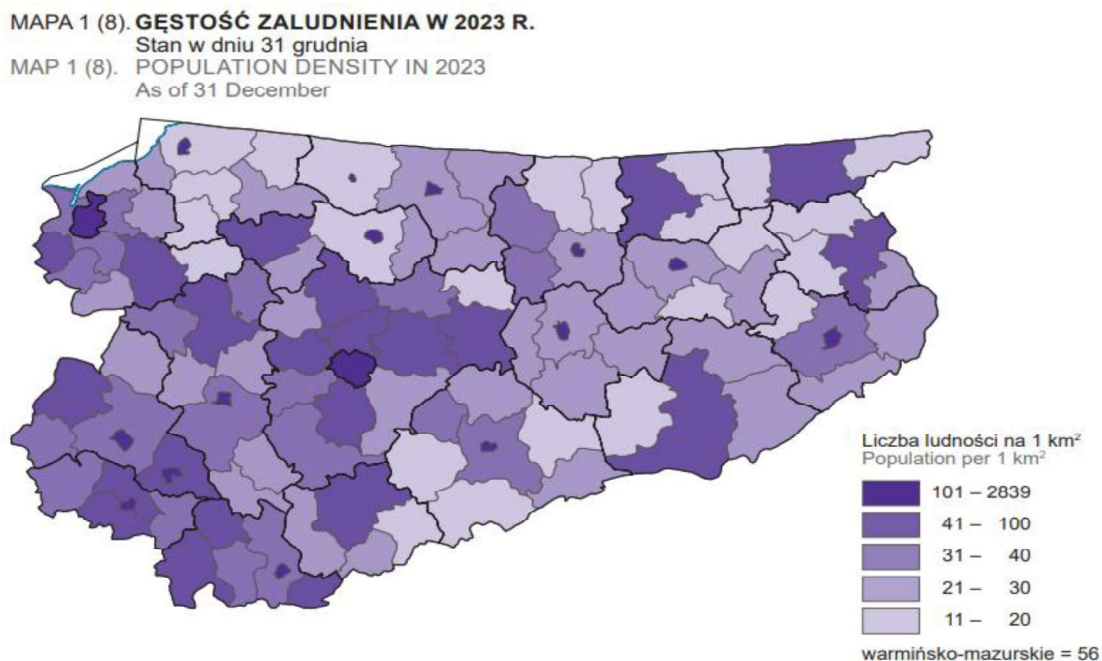 MAPA 1 (8). GĘSTOŚĆ ZALUDNIENIA W 2023 R.
Stan w dniu 31 grudnia
MAP 1 (8). POPULATION DENSITY IN 2023
As of 31 December
Liczba ludności na 1 km²
Population per 1 km²
101 – 2839
41 – 100
31 – 40
21 – 30
11 – 20
warmińsko-mazurskie = 56